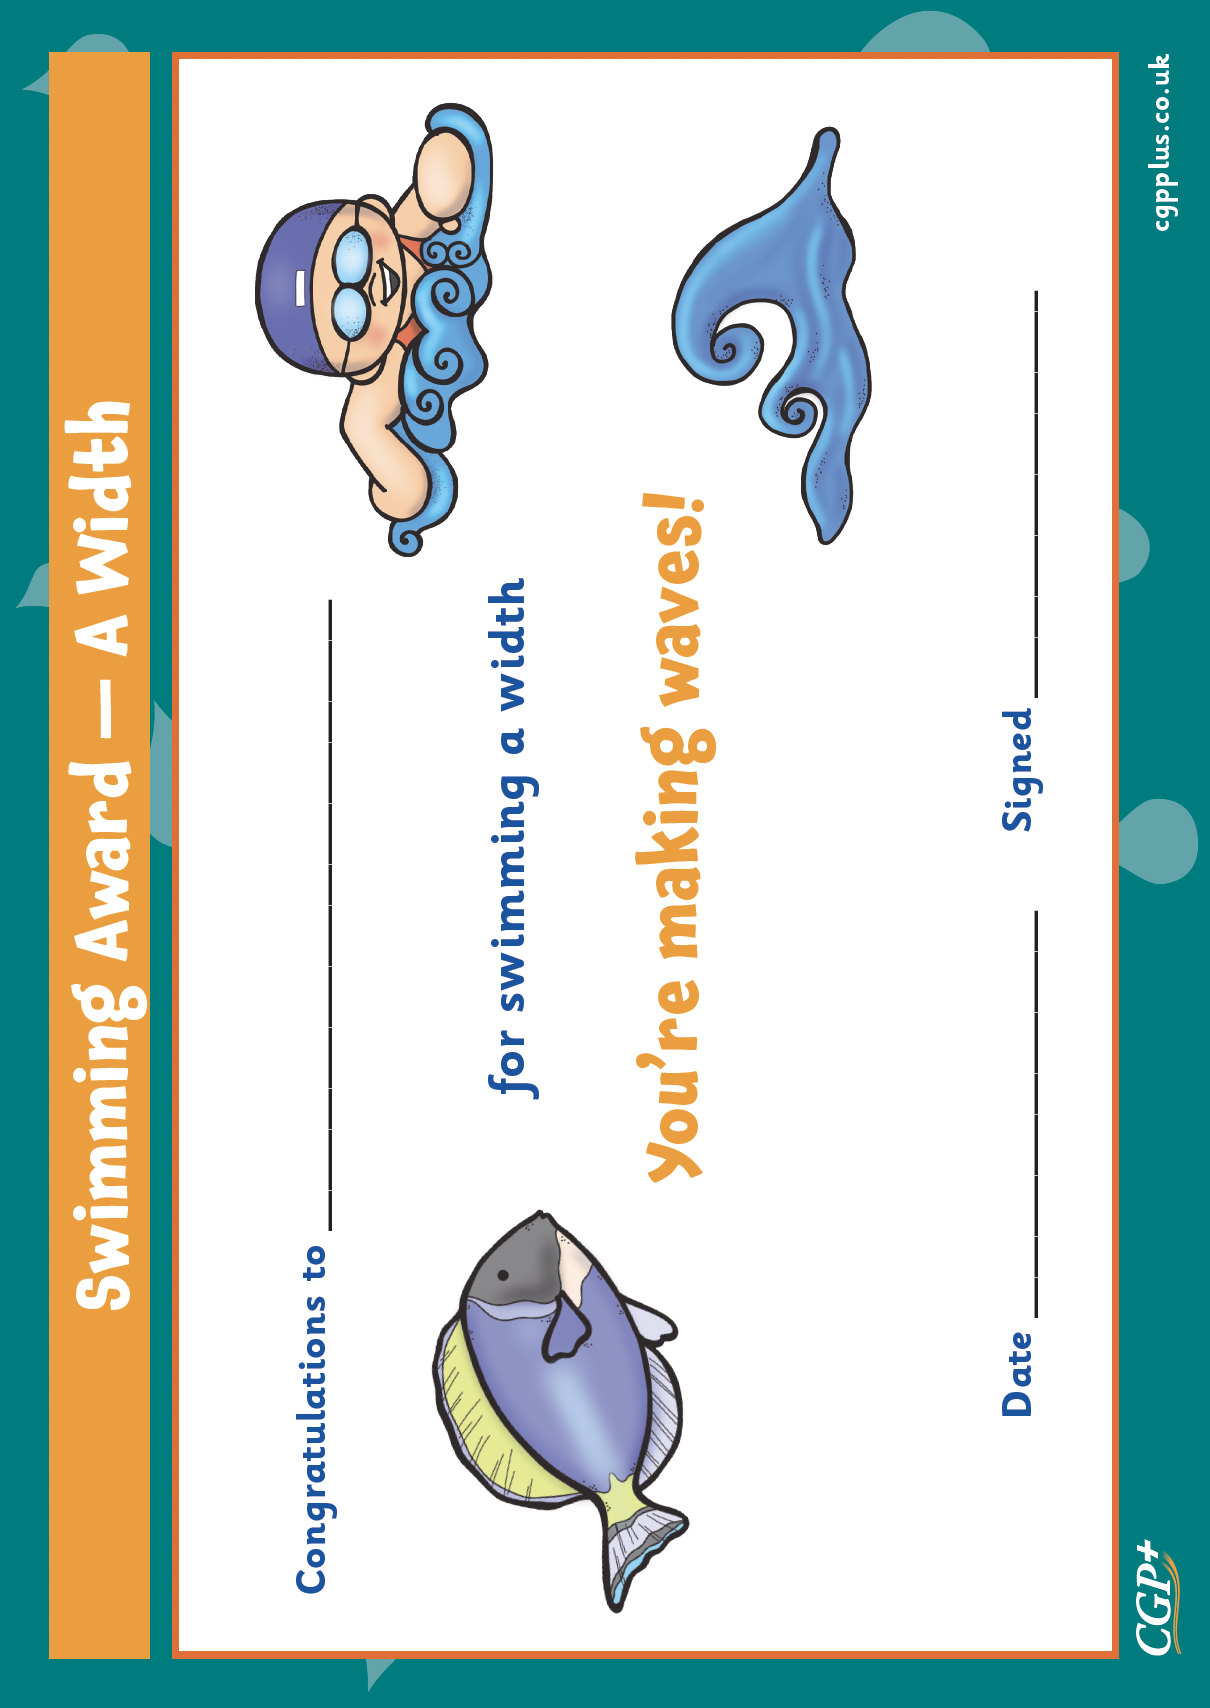 Swimming Award — A Width
Congratulations to
for swimming a width
You're making waves!
Date
Signed
CGP+
cgpplus.co.uk